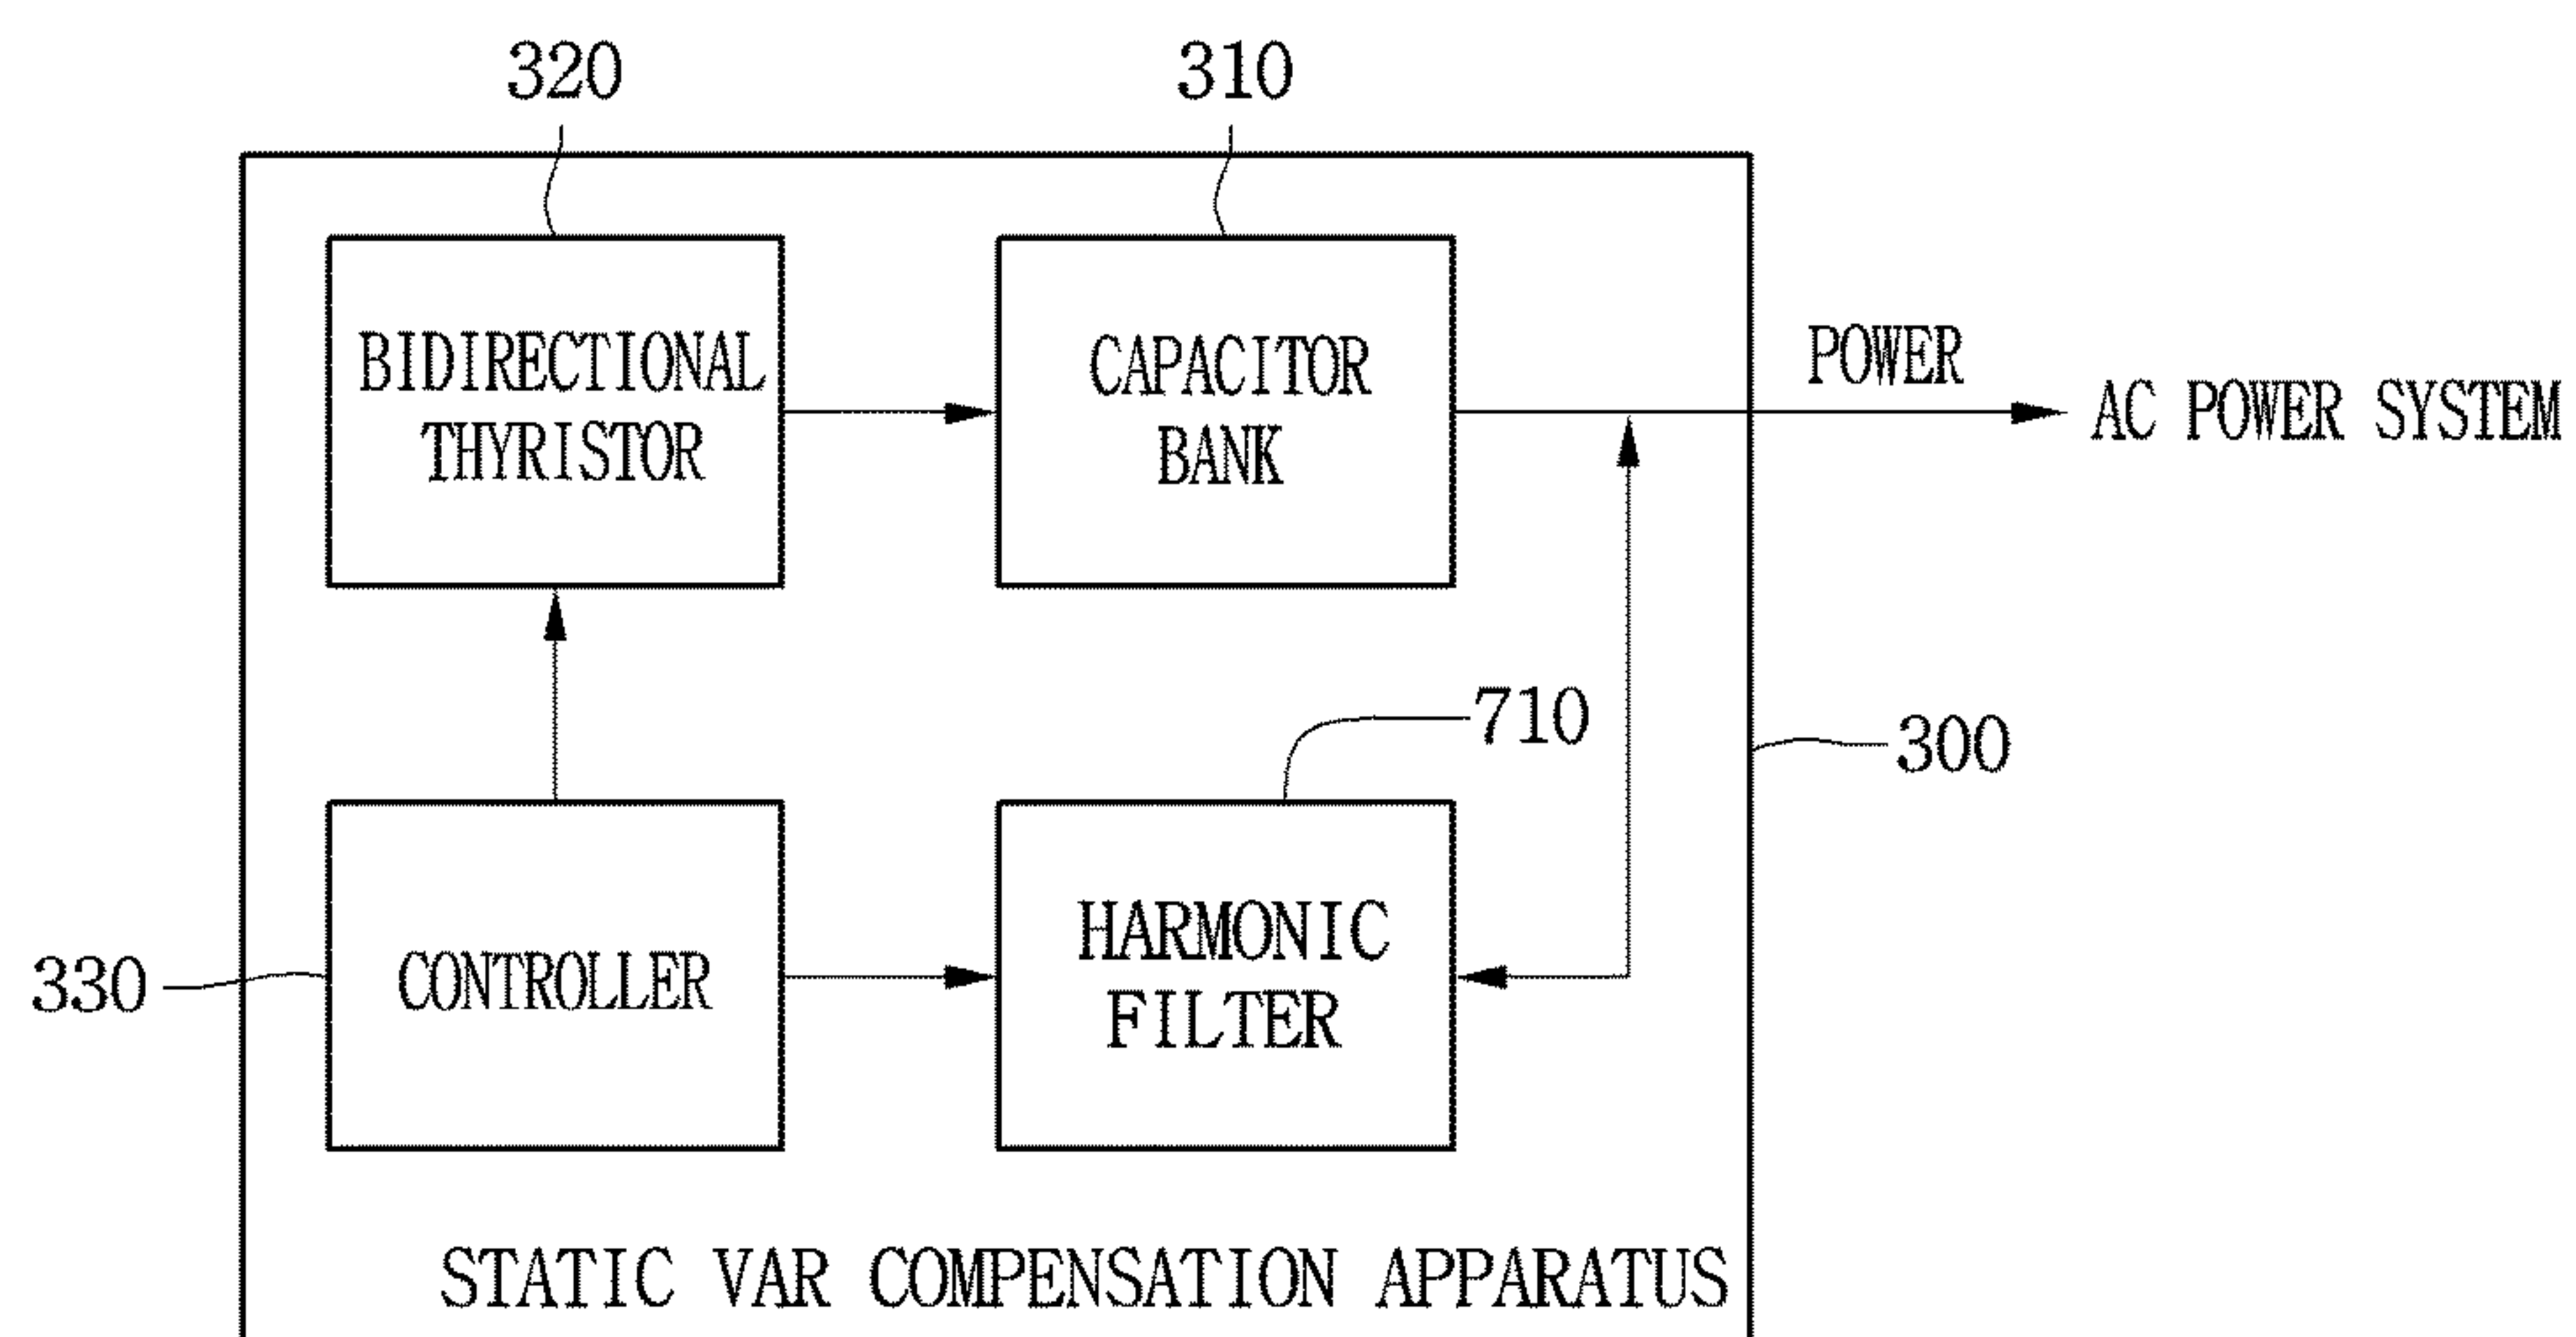 320
310
BIDIRECTIONAL
THYRISTOR
CAPACITOR
BANK
POWER
AC POWER SYSTEM
710
300
330
CONTROLLER
HARMONIC
FILTER
STATIC VAR COMPENSATION APPARATUS